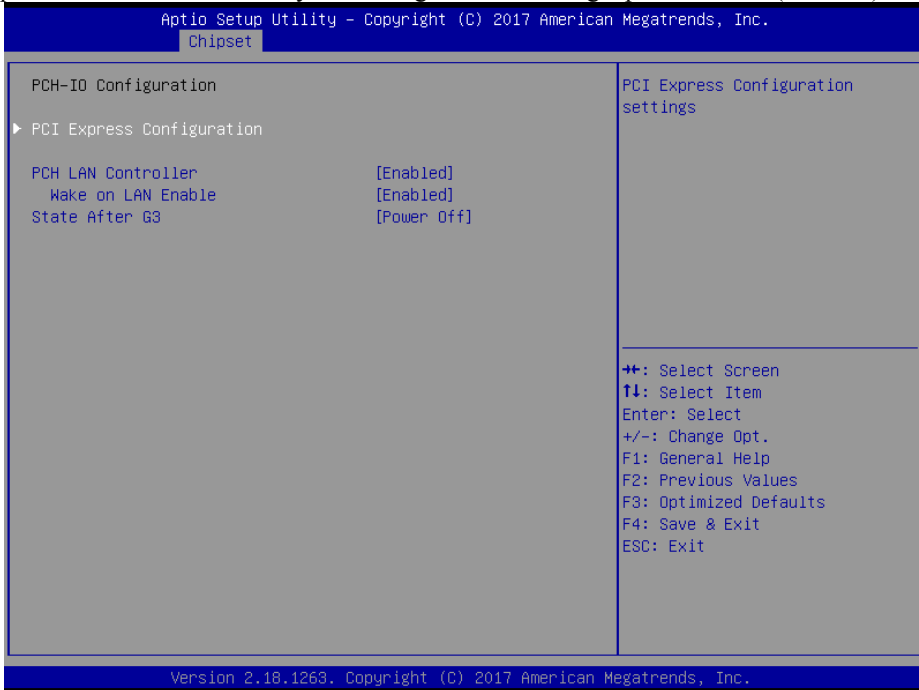 Aptio Setup Utility – Copyright (C) 2017 American Megatrends, Inc.
Chipset
PCH-IO Configuration
PCI Express Configuration
PCH LAN Controller [Enabled]
Wake on LAN Enable [Enabled]
State After G3 [Power Off]
PCI Express Configuration
settings
→←: Select Screen
↑↓: Select Item
Enter: Select
+/-: Change Opt.
F1: General Help
F2: Previous Values
F3: Optimized Defaults
F4: Save & Exit
ESC: Exit
Version 2.18.1263. Copyright (C) 2017 American Megatrends, Inc.